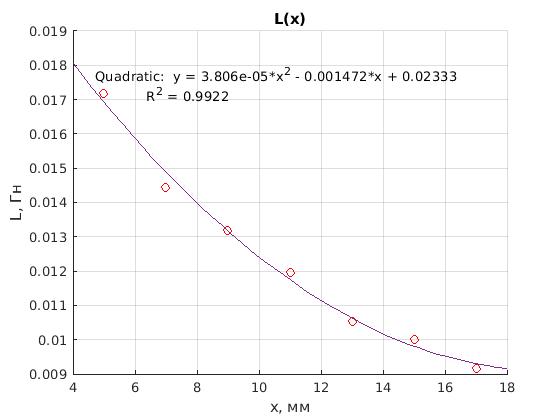 L(x)
0.019
0.018
Quadratic: y = 3.806e-05*x² - 0.001472*x + 0.02333
0.017
R² = 0.9922
0.016
0.015
0.014
0.013
0.012
0.011
0.01
0.009
L, Гн
4 6 8 10 12 14 16 18
x, мм